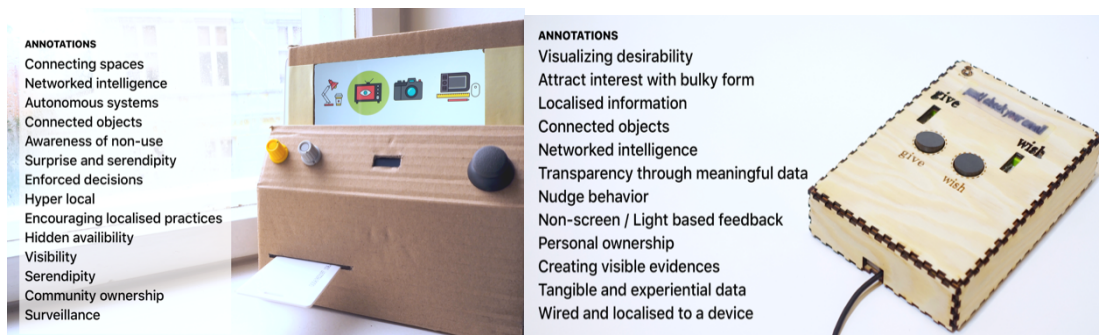 ANNOTATIONS
Connecting spaces
Networked intelligence
Autonomous systems
Connected objects
Awareness of non-use
Surprise and serendipity
Enforced decisions
Hyper local
Encouraging localised practices
Hidden availibility
Visibility
Serendipity
Community ownership
Surveillance
ANNOTATIONS
Visualizing desirability
Attract interest with bulky form
Localised information
Connected objects
Networked intelligence
Transparency through meaningful data
Nudge behavior
Non-screen / Light based feedback
Personal ownership
Creating visible evidences
Tangible and experiential data
Wired and localised to a device
give
wish
give
wish